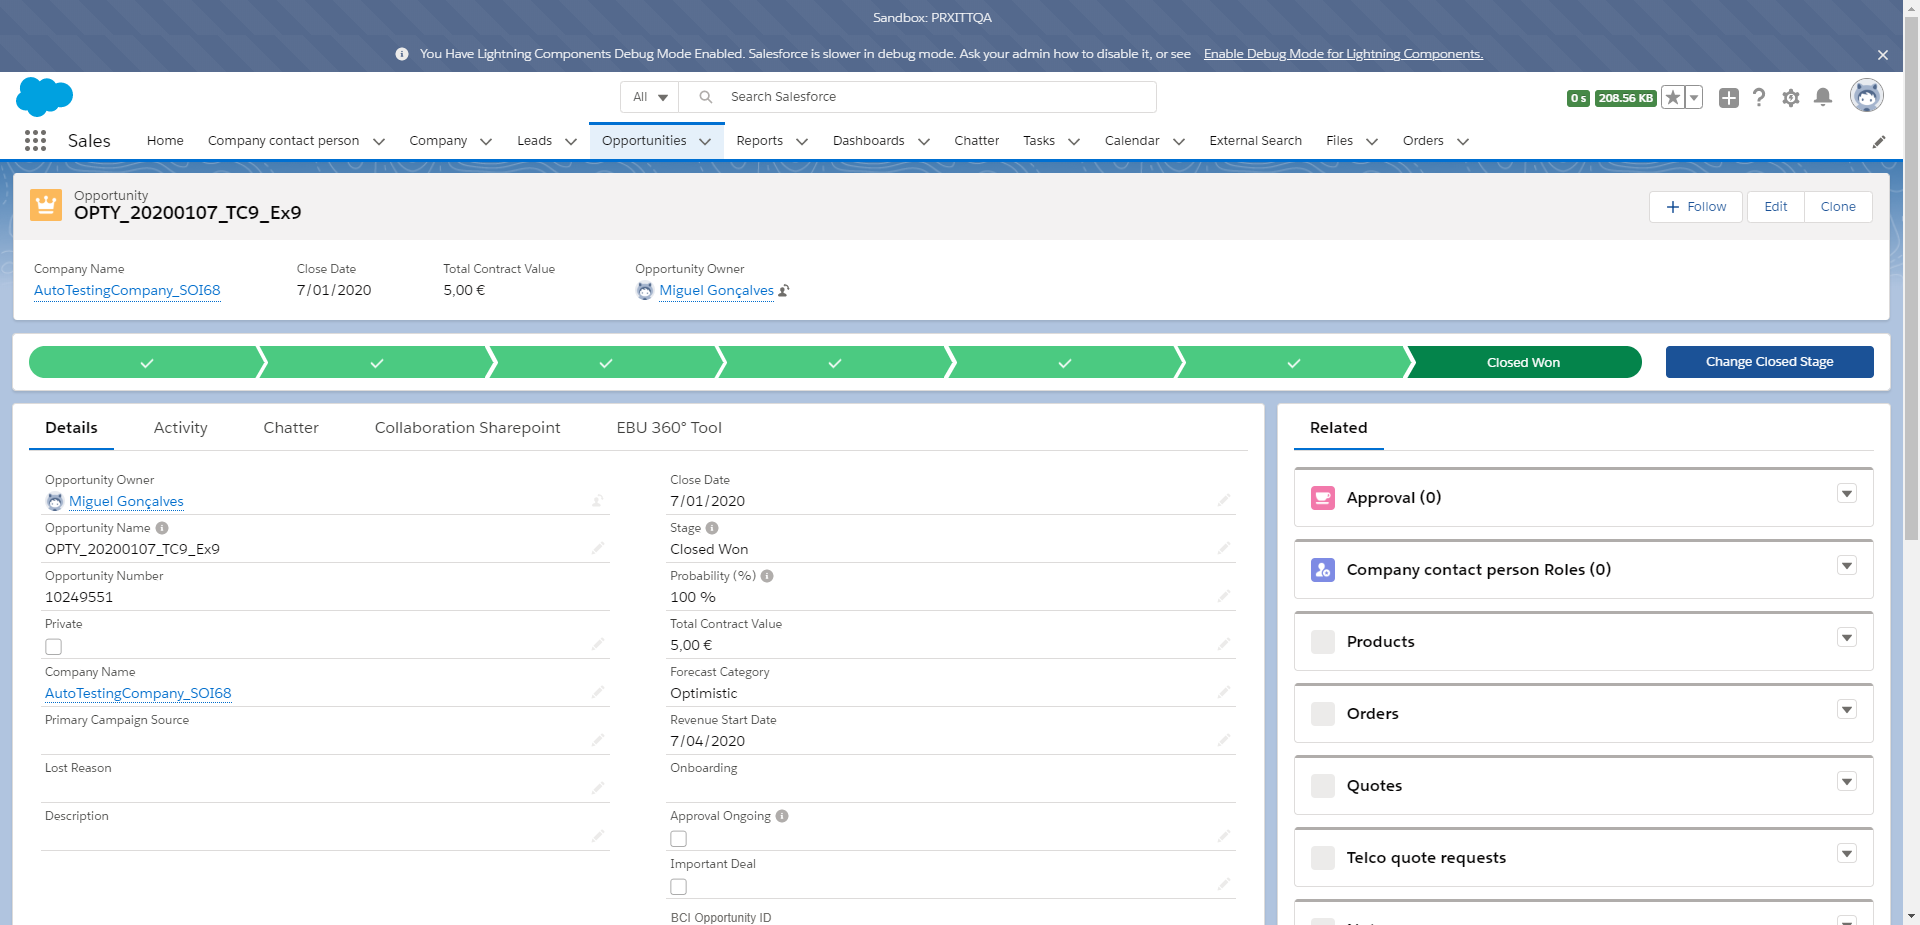 Sandbox: PRXITTQA
You Have Lightning Components Debug Mode Enabled. Salesforce is slower in debug mode. Ask your admin how to disable it, or see Enable Debug Mode for Lightning Components.
All
Search Salesforce
0 s
208.56 KB
Sales
Home
Company contact person
Company
Leads
Opportunities
Reports
Dashboards
Chatter
Tasks
Calendar
External Search
Files
Orders
Opportunity
OPTY_20200107_TC9_Ex9
Follow
Edit
Clone
Company Name
AutoTestingCompany_SOI68
Close Date
7/01/2020
Total Contract Value
5,00 €
Opportunity Owner
Miguel Gonçalves
Closed Won
Change Closed Stage
Details
Activity
Chatter
Collaboration Sharepoint
EBU 360° Tool
Opportunity Owner
Miguel Gonçalves
Opportunity Name
OPTY_20200107_TC9_Ex9
Opportunity Number
10249551
Private
Company Name
AutoTestingCompany_SOI68
Primary Campaign Source
Lost Reason
Description
Close Date
7/01/2020
Stage
Closed Won
Probability (%)
100 %
Total Contract Value
5,00 €
Forecast Category
Optimistic
Revenue Start Date
7/04/2020
Onboarding
Approval Ongoing
Important Deal
BCI Opportunity ID
Related
Approval (0)
Company contact person Roles (0)
Products
Orders
Quotes
Telco quote requests